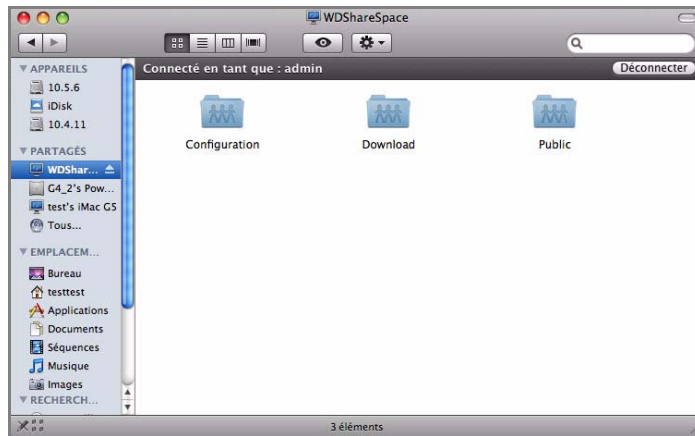 WDShareSpace
Connecté en tant que : admin
Déconnecter
APPAREILS
10.5.6
iDisk
10.4.11
PARTAGÉS
WDShar...
G4_2's Pow...
test's iMac G5
Tous...
EMPLACEM...
Bureau
testtest
Applications
Documents
Séquences
Musique
Images
RECHERCH...
Configuration
Download
Public
3 éléments